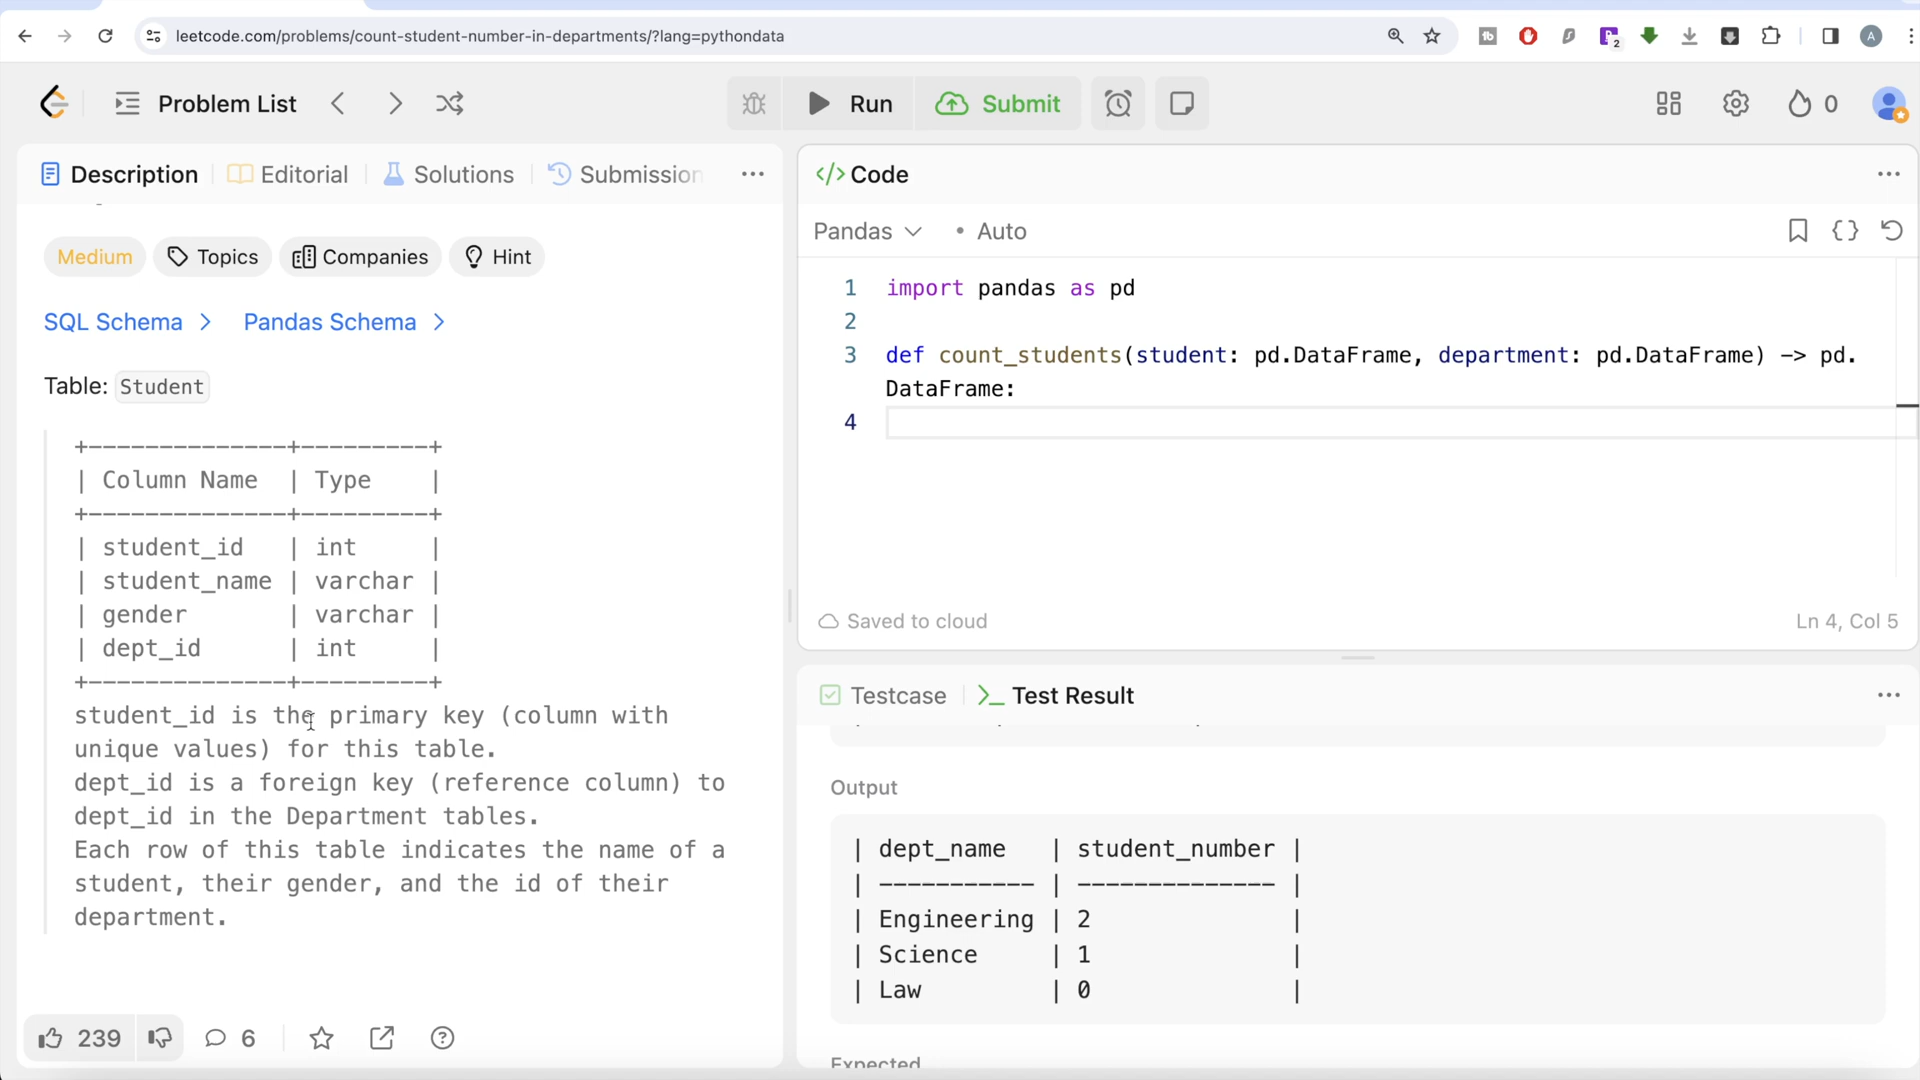 leetcode.com/problems/count-student-number-in-departments/?lang=pythondata
2
A
Problem List
Run
Submit
0
Description
Editorial
Solutions
Submission
Medium
Topics
Companies
Hint
SQL Schema >
Pandas Schema >
Table: Student
+--------------+---------+
| Column Name  | Type    |
+--------------+---------+
| student_id   | int     |
| student_name | varchar |
| gender       | varchar |
| dept_id      | int     |
+--------------+---------+
student_id is the primary key (column with
unique values) for this table.
dept_id is a foreign key (reference column) to
dept_id in the Department tables.
Each row of this table indicates the name of a
student, their gender, and the id of their
department.
239
6
</> Code
Pandas
• Auto
1 import pandas as pd
2
3 def count_students(student: pd.DataFrame, department: pd.DataFrame) -> pd.
DataFrame:
4
Saved to cloud
Ln 4, Col 5
Testcase
>_ Test Result
Output
| dept_name   | student_number |
| ----------- | -------------- |
| Engineering | 2              |
| Science     | 1              |
| Law         | 0              |
Expected